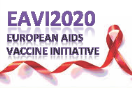 EAVI2020
EUROPEAN AIDS
VACCINE INITIATIVE